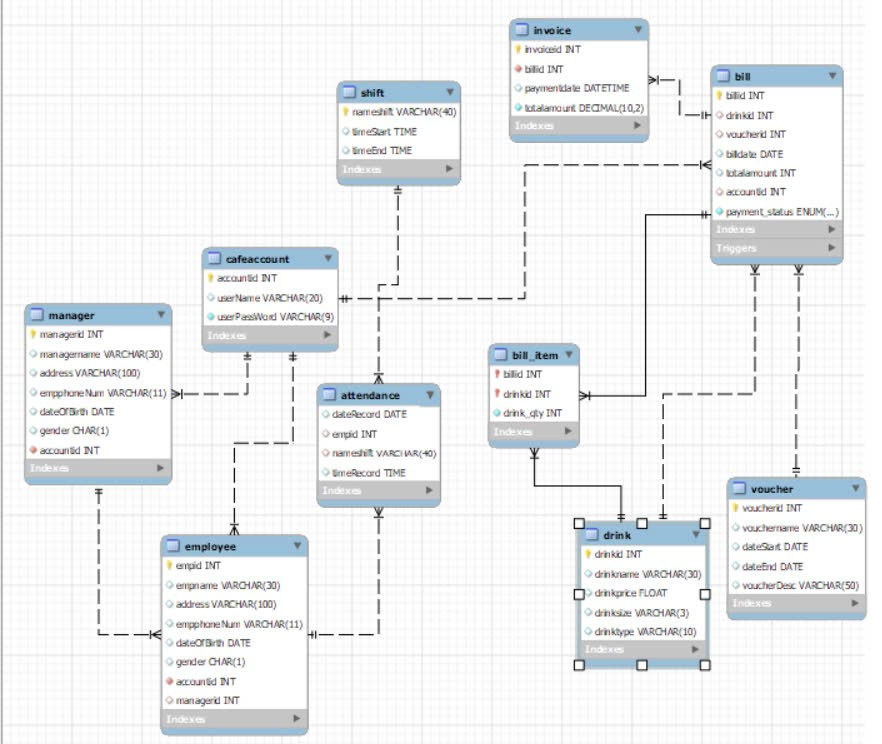 invoice
invoiceid INT
billid INT
paymentdate DATETIME
totalamount DECIMAL(10,2)
Indexes
bill
billid INT
drinkid INT
voucherid INT
billdate DATE
totalamount INT
accountid INT
payment_status ENUM(...)
Indexes
Triggers
shift
nameshift VARCHAR(40)
timeStart TIME
timeEnd TIME
Indexes
cafeaccount
accountid INT
userName VARCHAR(20)
userPassWord VARCHAR(9)
Indexes
manager
managerid INT
managername VARCHAR(30)
address VARCHAR(100)
empphoneNum VARCHAR(11)
dateOfBirth DATE
gender CHAR(1)
accountid INT
Indexes
attendance
dateRecord DATE
empid INT
nameshift VARCHAR(40)
timeRecord TIME
Indexes
bill_item
billid INT
drinkid INT
drink_qty INT
Indexes
employee
empid INT
empname VARCHAR(30)
address VARCHAR(100)
empphoneNum VARCHAR(11)
dateOfBirth DATE
gender CHAR(1)
accountid INT
managerid INT
Indexes
drink
drinkid INT
drinkname VARCHAR(30)
drinkprice FLOAT
drinksize VARCHAR(3)
drinktype VARCHAR(10)
Indexes
voucher
voucherid INT
vouchername VARCHAR(30)
dateStart DATE
dateEnd DATE
voucherDesc VARCHAR(50)
Indexes